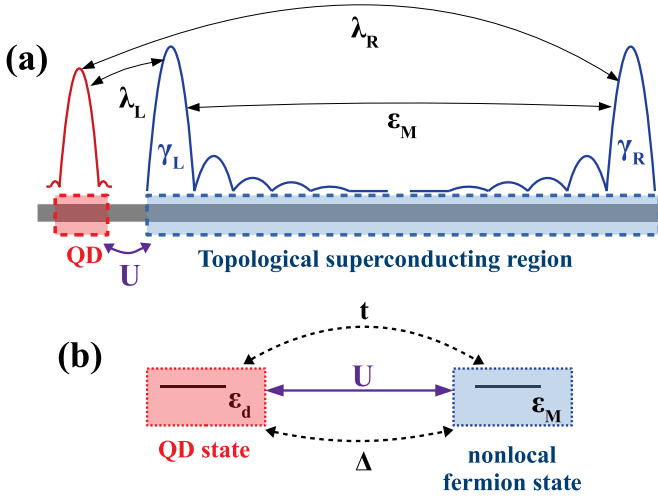 (a)
λR
λL
εM
γL
γR
QD
U
Topological superconducting region
(b)
t
U
εd
εM
QD state
Δ
nonlocal
fermion state